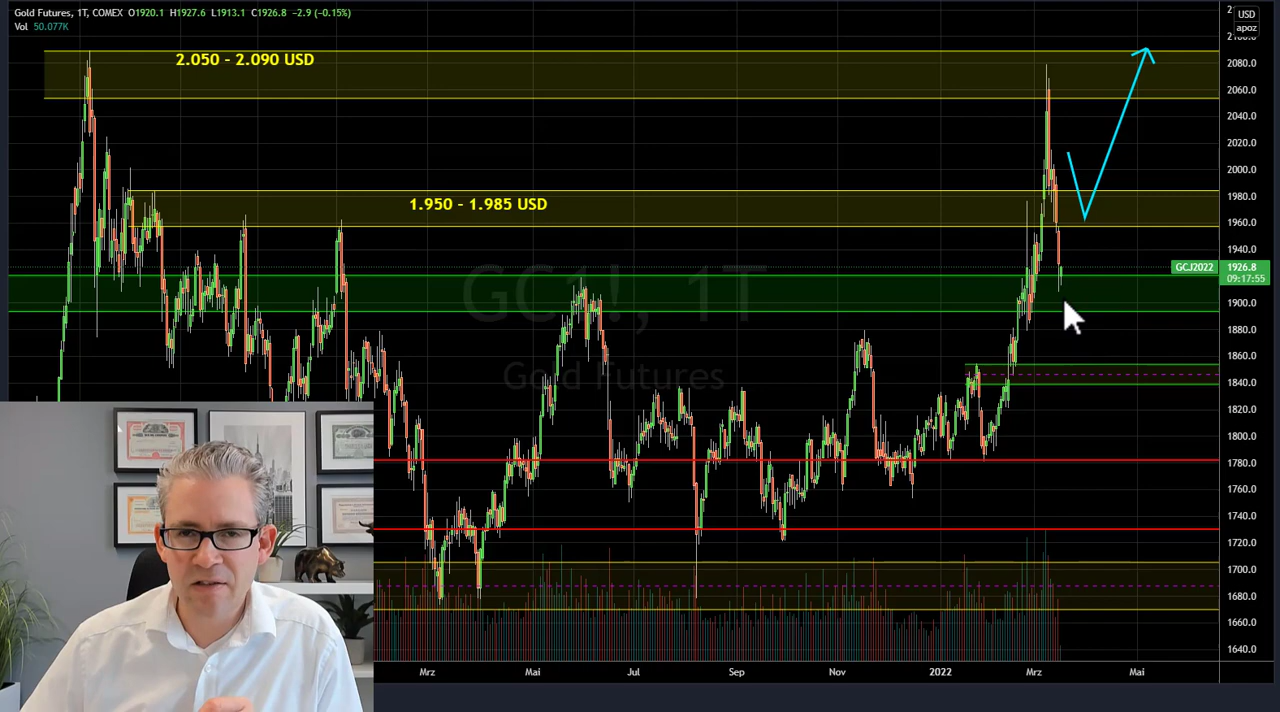 Gold Futures, 1T, COMEX O1920.1 H1927.6 L1913.1 C1926.8 −2.9 (−0.15%)
Vol 50.077K
USD
apoz
2.050 - 2.090 USD
1.950 - 1.985 USD
GC1!, 1T
Gold Futures
2080.0
2060.0
2040.0
2020.0
2000.0
1980.0
1960.0
1940.0
GCJ2022 1926.8
09:17:55
1900.0
1880.0
1860.0
1840.0
1820.0
1800.0
1780.0
1760.0
1740.0
1720.0
1700.0
1680.0
1660.0
1640.0
Mrz Mai Jul Sep Nov 2022 Mrz Mai